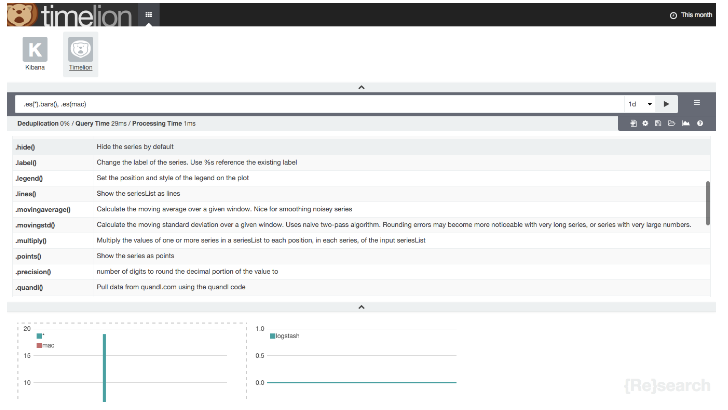 timelion
This month
K
Kibana
Timelion
.es(*).bars(), .es(mac)
1d
Deduplication 0% / Query Time 29ms / Processing Time 1ms
.hide() Hide the series by default
.label() Change the label of the series. Use %s reference the existing label
.legend() Set the position and style of the legend on the plot
.lines() Show the seriesList as lines
.movingaverage() Calculate the moving average over a given window. Nice for smoothing noisey series
.movingstd() Calculate the moving standard deviation over a given window. Uses naive two-pass algorithm. Rounding errors may become more noticeable with very long series, or series with very large numbers.
.multiply() Multiply the values of one or more series in a seriesList to each position, in each series, of the input seriesList
.points() Show the series as points
.precision() number of digits to round the decimal portion of the value to
.quandl() Pull data from quandl.com using the quandl code
20
*
mac
15
10
1.0
logstash
0.5
0.0
{Re}search